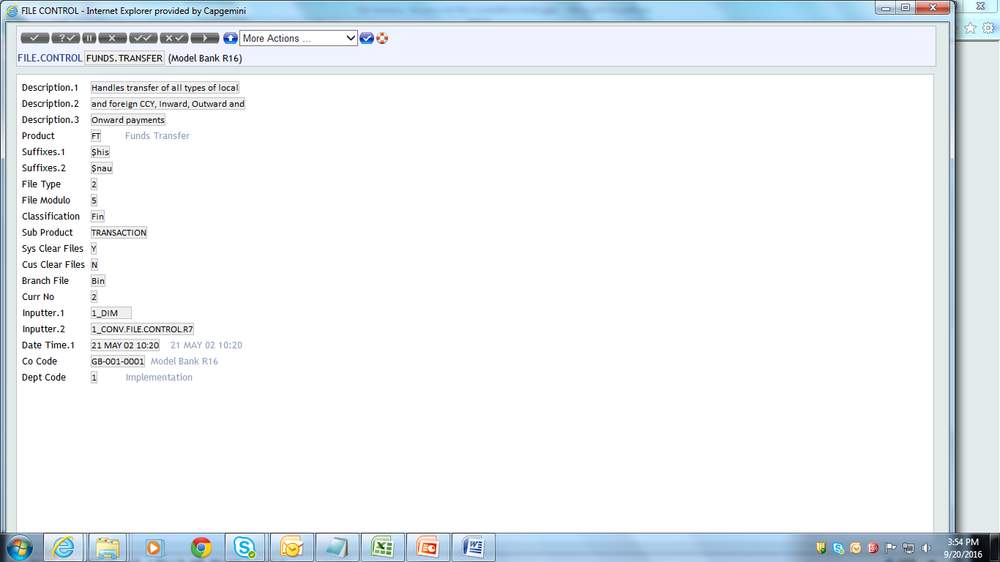 FILE CONTROL - Internet Explorer provided by Capgemini
More Actions ...
FILE.CONTROL FUNDS.TRANSFER (Model Bank R16)
Description.1 Handles transfer of all types of local
Description.2 and foreign CCY, Inward, Outward and
Description.3 Onward payments
Product FT Funds Transfer
Suffixes.1 $his
Suffixes.2 $nau
File Type 2
File Modulo 5
Classification Fin
Sub Product TRANSACTION
Sys Clear Files Y
Cus Clear Files N
Branch File Bin
Curr No 2
Inputter.1 1_DIM
Inputter.2 1_CONV.FILE.CONTROL.R7
Date Time.1 21 MAY 02 10:20 21 MAY 02 10:20
Co Code GB-001-0001 Model Bank R16
Dept Code 1 Implementation
3:54 PM
9/20/2016